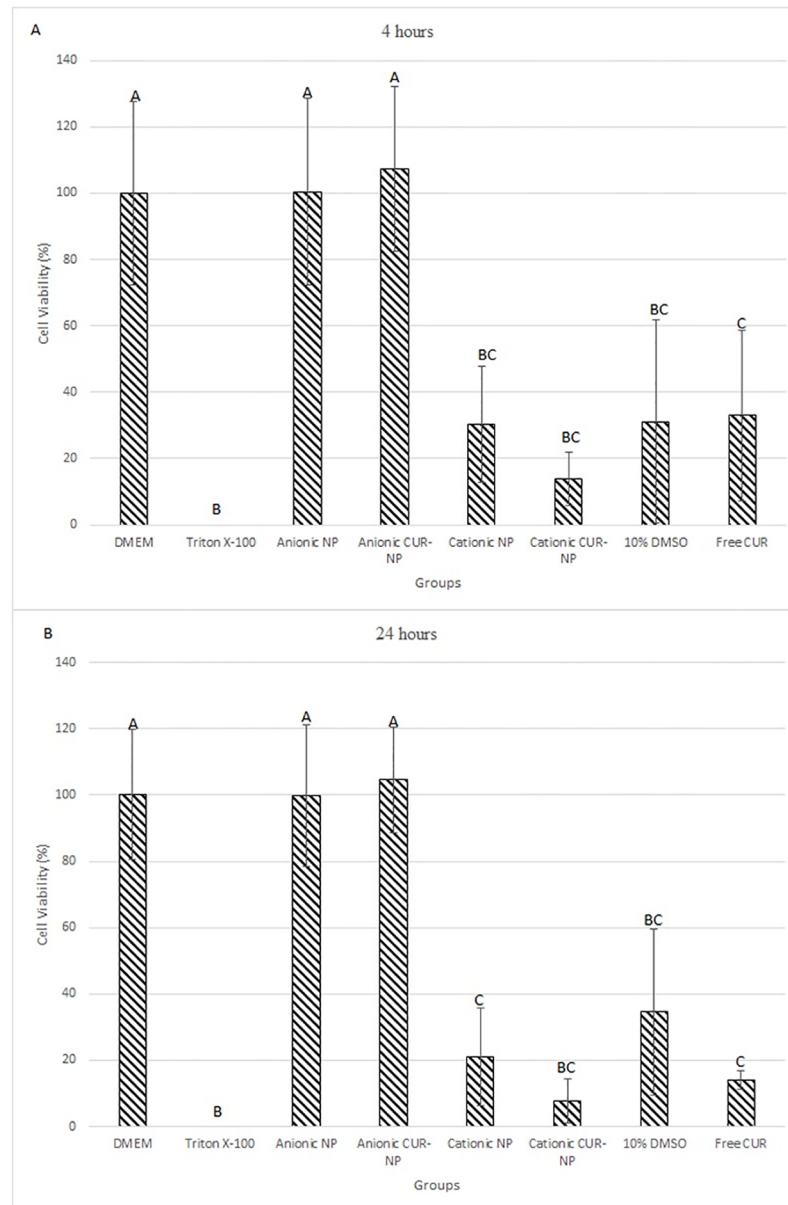 A
4 hours
140
120
100
80
60
40
20
0
Cell Viability (%)
A
B
A
A
BC
BC
BC
C
DMEM
Triton X-100
Anionic NP
Anionic CUR-
NP
Cationic NP
Cationic CUR-
NP
10% DMSO
Free CUR
Groups
B
24 hours
140
120
100
80
60
40
20
0
Cell Viability (%)
A
B
A
A
C
BC
BC
C
DMEM
Triton X-100
Anionic NP
Anionic CUR-
NP
Cationic NP
Cationic CUR-
NP
10% DMSO
Free CUR
Groups